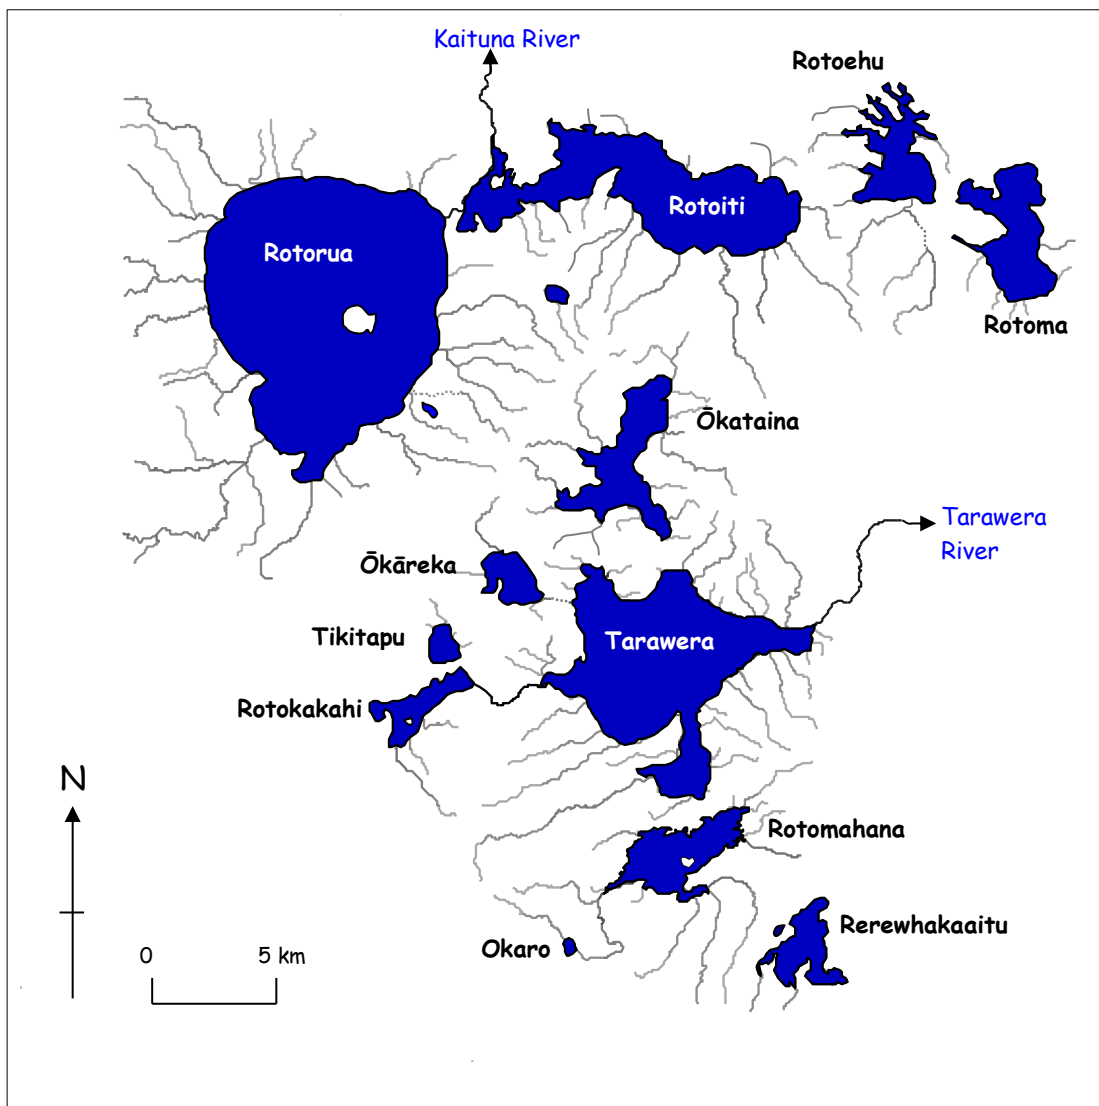 Kaituna River
Rotoehu
Rotoiti
Rotorua
Rotoma
Ōkataina
Tarawera
River
Ōkāreka
Tikitapu
Tarawera
Rotokakahi
N
Rotomahana
Rerewhakaaitu
Okaro
0 5 km